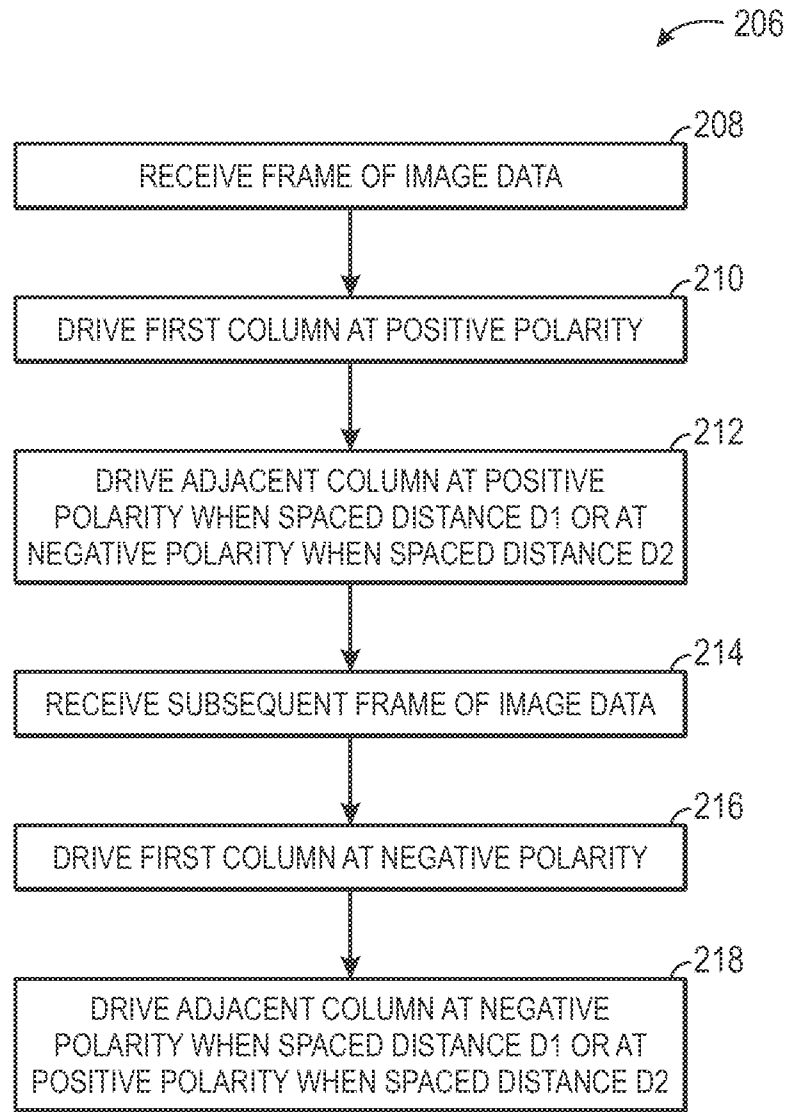 206
208
RECEIVE FRAME OF IMAGE DATA
210
DRIVE FIRST COLUMN AT POSITIVE POLARITY
212
DRIVE ADJACENT COLUMN AT POSITIVE
POLARITY WHEN SPACED DISTANCE D1 OR AT
NEGATIVE POLARITY WHEN SPACED DISTANCE D2
214
RECEIVE SUBSEQUENT FRAME OF IMAGE DATA
216
DRIVE FIRST COLUMN AT NEGATIVE POLARITY
218
DRIVE ADJACENT COLUMN AT NEGATIVE
POLARITY WHEN SPACED DISTANCE D1 OR AT
POSITIVE POLARITY WHEN SPACED DISTANCE D2